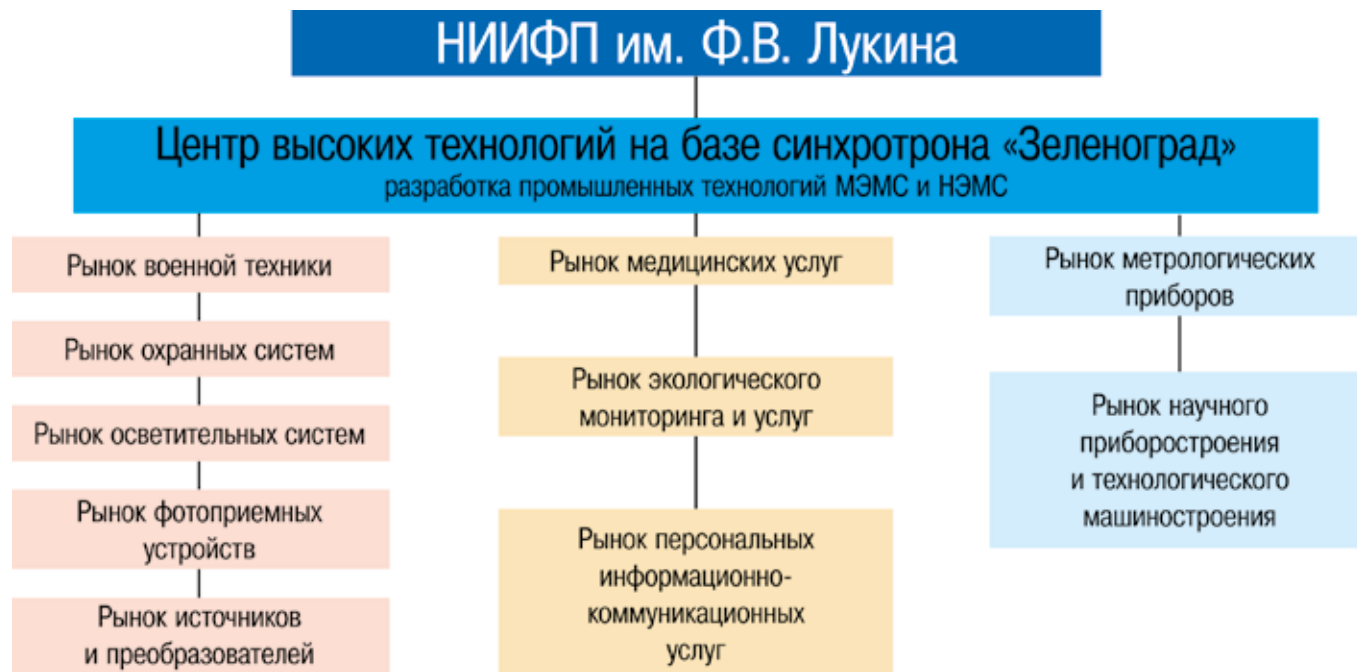 НИИФП им. Ф.В. Лукина
Центр высоких технологий на базе синхротрона «Зеленоград»
разработка промышленных технологий МЭМС и НЭМС
Рынок военной техники
Рынок охранных систем
Рынок осветительных систем
Рынок фотоприемных
устройств
Рынок источников
и преобразователей
Рынок медицинских услуг
Рынок экологического
мониторинга и услуг
Рынок персональных
информационно-
коммуникационных
услуг
Рынок метрологических
приборов
Рынок научного
приборостроения
и технологического
машиностроения